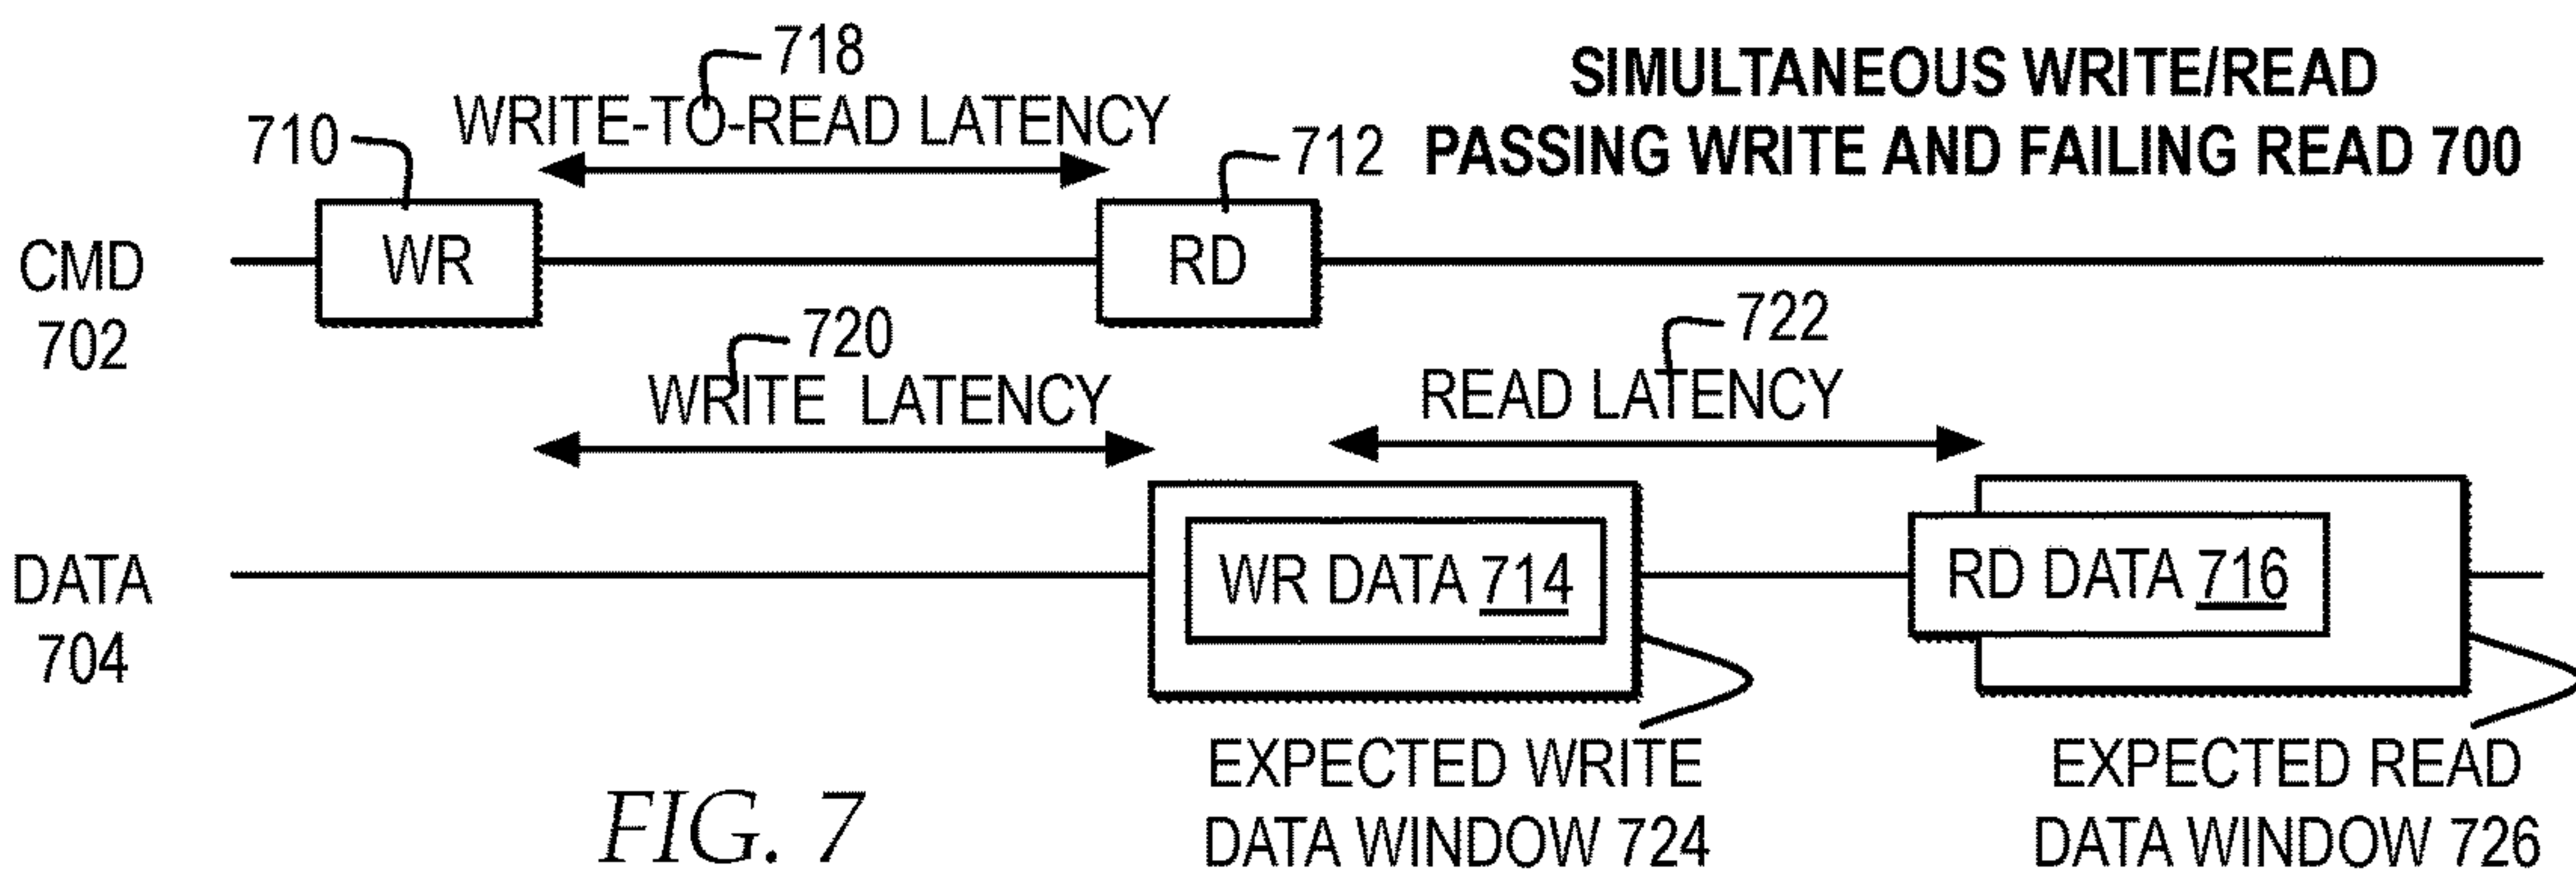 718
SIMULTANEOUS WRITE/READ
710
WRITE-TO-READ LATENCY
712
PASSING WRITE AND FAILING READ 700
CMD
702
WR
RD
720
722
WRITE LATENCY
READ LATENCY
DATA
704
WR DATA 714
RD DATA 716
EXPECTED WRITE
DATA WINDOW 724
EXPECTED READ
DATA WINDOW 726
FIG. 7